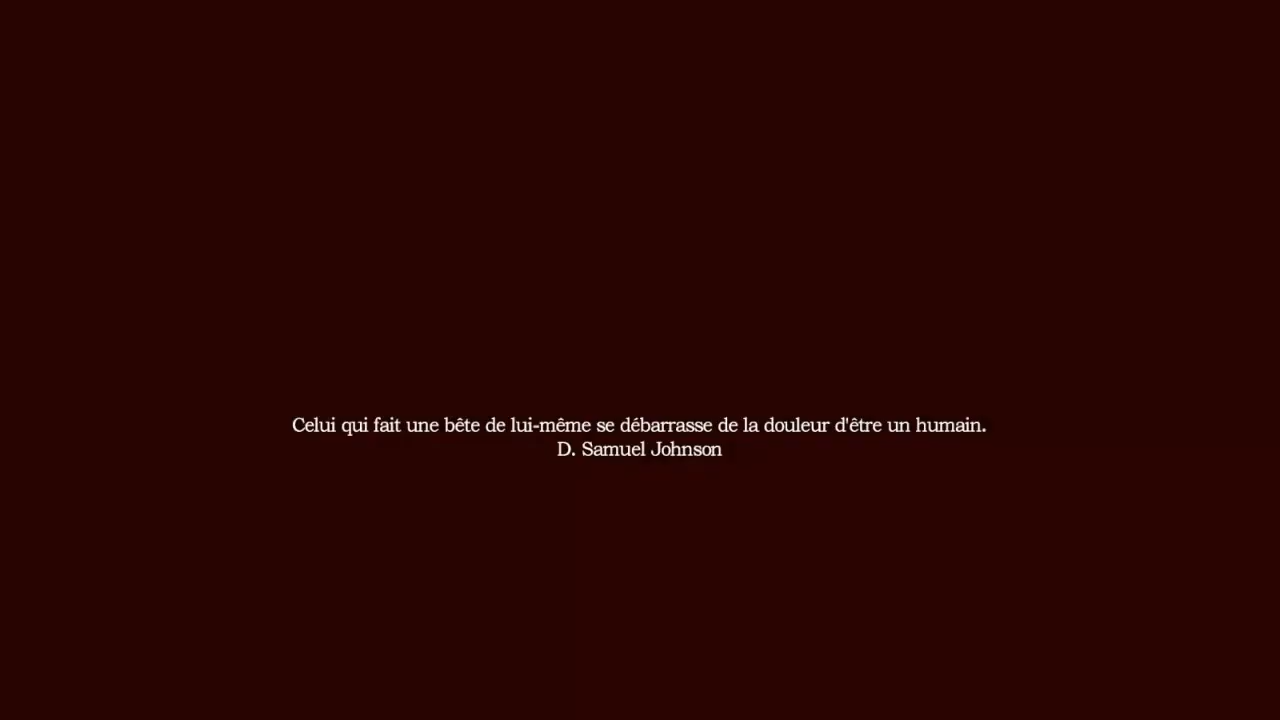 Celui qui fait une bête de lui-même se débarrasse de la douleur d'être un humain.
D. Samuel Johnson